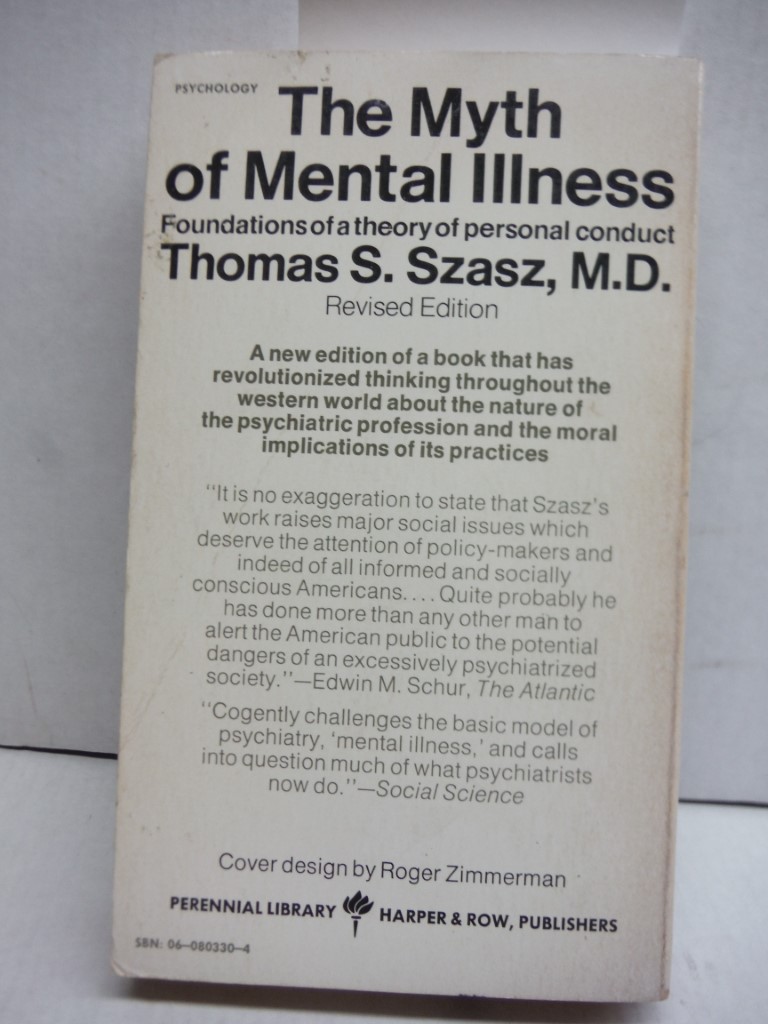 PSYCHOLOGY
The Myth
of Mental Illness
Foundations of a theory of personal conduct
Thomas S. Szasz, M.D.
Revised Edition
A new edition of a book that has
revolutionized thinking throughout the
western world about the nature of
the psychiatric profession and the moral
implications of its practices
"It is no exaggeration to state that Szasz's
work raises major social issues which
deserve the attention of policy-makers and
indeed of all informed and socially
conscious Americans. . . . Quite probably he
has done more than any other man to
alert the American public to the potential
dangers of an excessively psychiatrized
society."—Edwin M. Schur, The Atlantic
"Cogently challenges the basic model of
psychiatry, 'mental illness,' and calls
into question much of what psychiatrists
now do."—Social Science
Cover design by Roger Zimmerman
PERENNIAL LIBRARY HARPER & ROW, PUBLISHERS
SBN: 06-080330-4